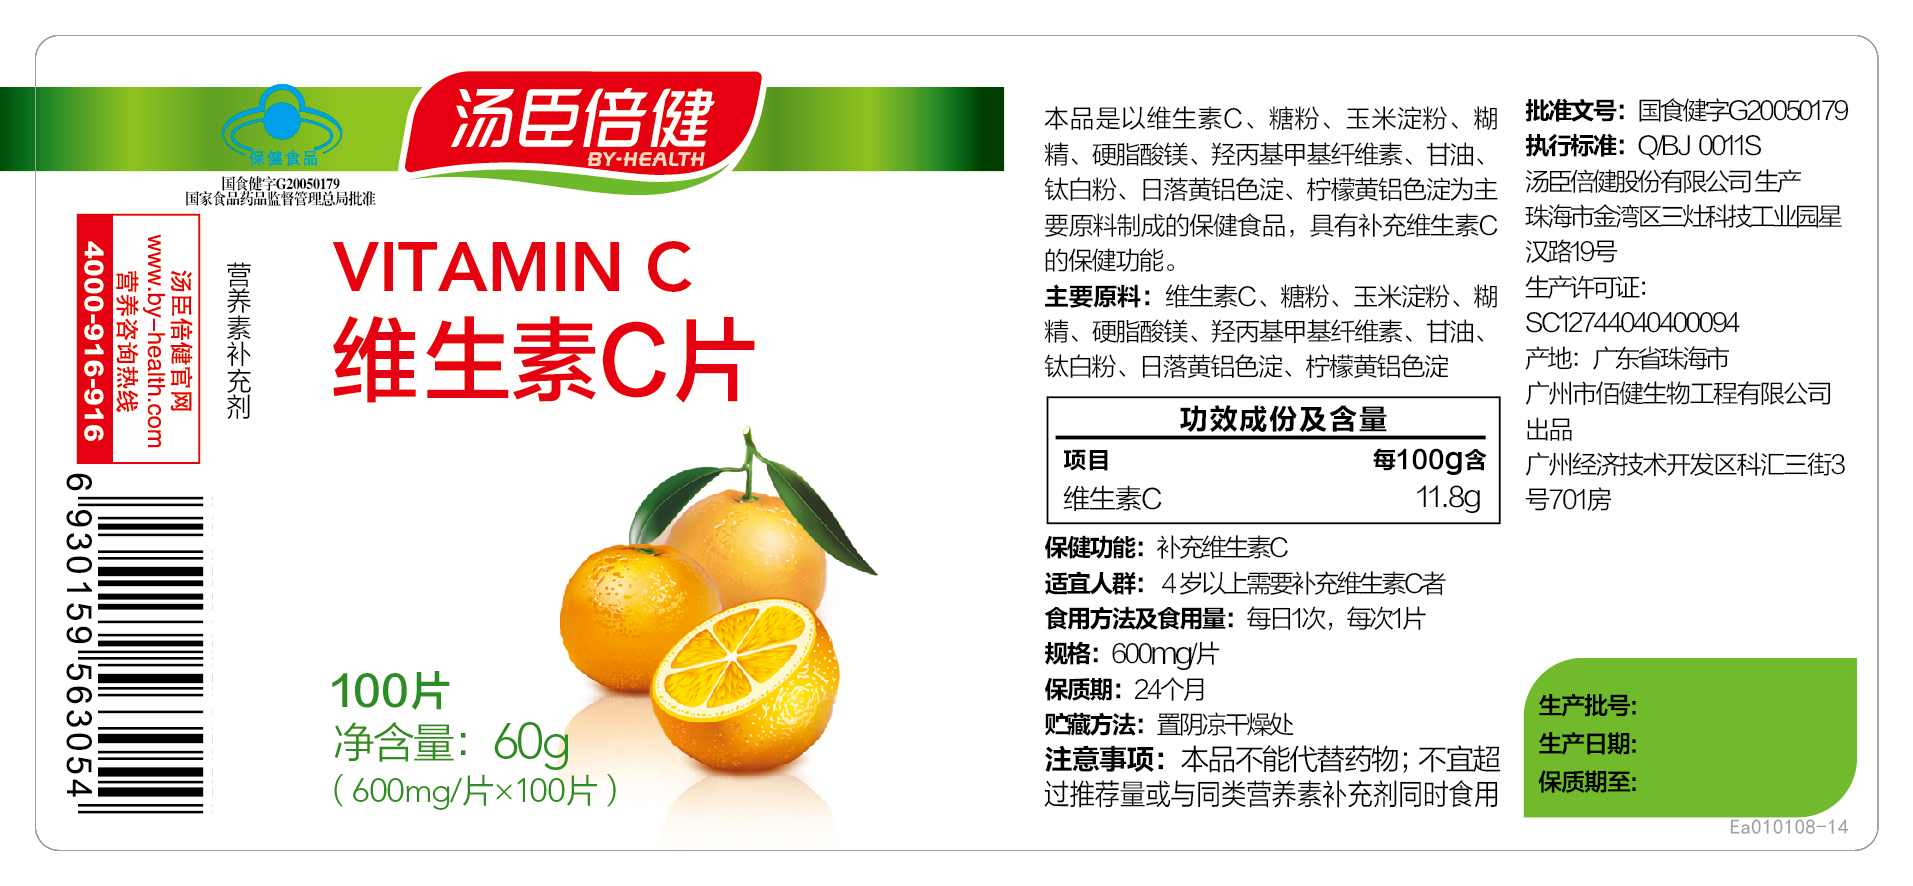 汤臣倍健
BY-HEALTH
保健食品
国食健字G20050179
国家食品药品监督管理总局批准
汤臣倍健官网
www.by-health.com
营养咨询热线
4000-916-916
营养素补充剂
VITAMIN C
维生素C片
100片
净含量：60g
（600mg/片×100片）
6 930159 563054
本品是以维生素C、糖粉、玉米淀粉、糊
精、硬脂酸镁、羟丙基甲基纤维素、甘油、
钛白粉、日落黄铝色淀、柠檬黄铝色淀为主
要原料制成的保健食品，具有补充维生素C
的保健功能。
主要原料：维生素C、糖粉、玉米淀粉、糊
精、硬脂酸镁、羟丙基甲基纤维素、甘油、
钛白粉、日落黄铝色淀、柠檬黄铝色淀
功效成份及含量
项目 每100g含
维生素C 11.8g
保健功能：补充维生素C
适宜人群：4岁以上需要补充维生素C者
食用方法及食用量：每日1次，每次1片
规格：600mg/片
保质期：24个月
贮藏方法：置阴凉干燥处
注意事项：本品不能代替药物；不宜超
过推荐量或与同类营养素补充剂同时食用
批准文号：国食健字G20050179
执行标准：Q/BJ 0011S
汤臣倍健股份有限公司 生产
珠海市金湾区三灶科技工业园星
汉路19号
生产许可证：
SC12744040400094
产地：广东省珠海市
广州市佰健生物工程有限公司
出品
广州经济技术开发区科汇三街3
号701房
生产批号:
生产日期:
保质期至:
Ea010108-14